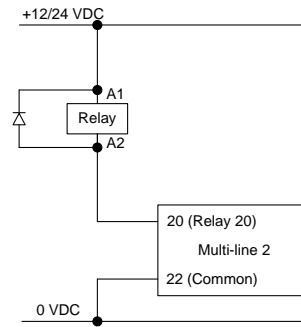 +12/24 VDC
A1
Relay
A2
20 (Relay 20)
Multi-line 2
22 (Common)
0 VDC